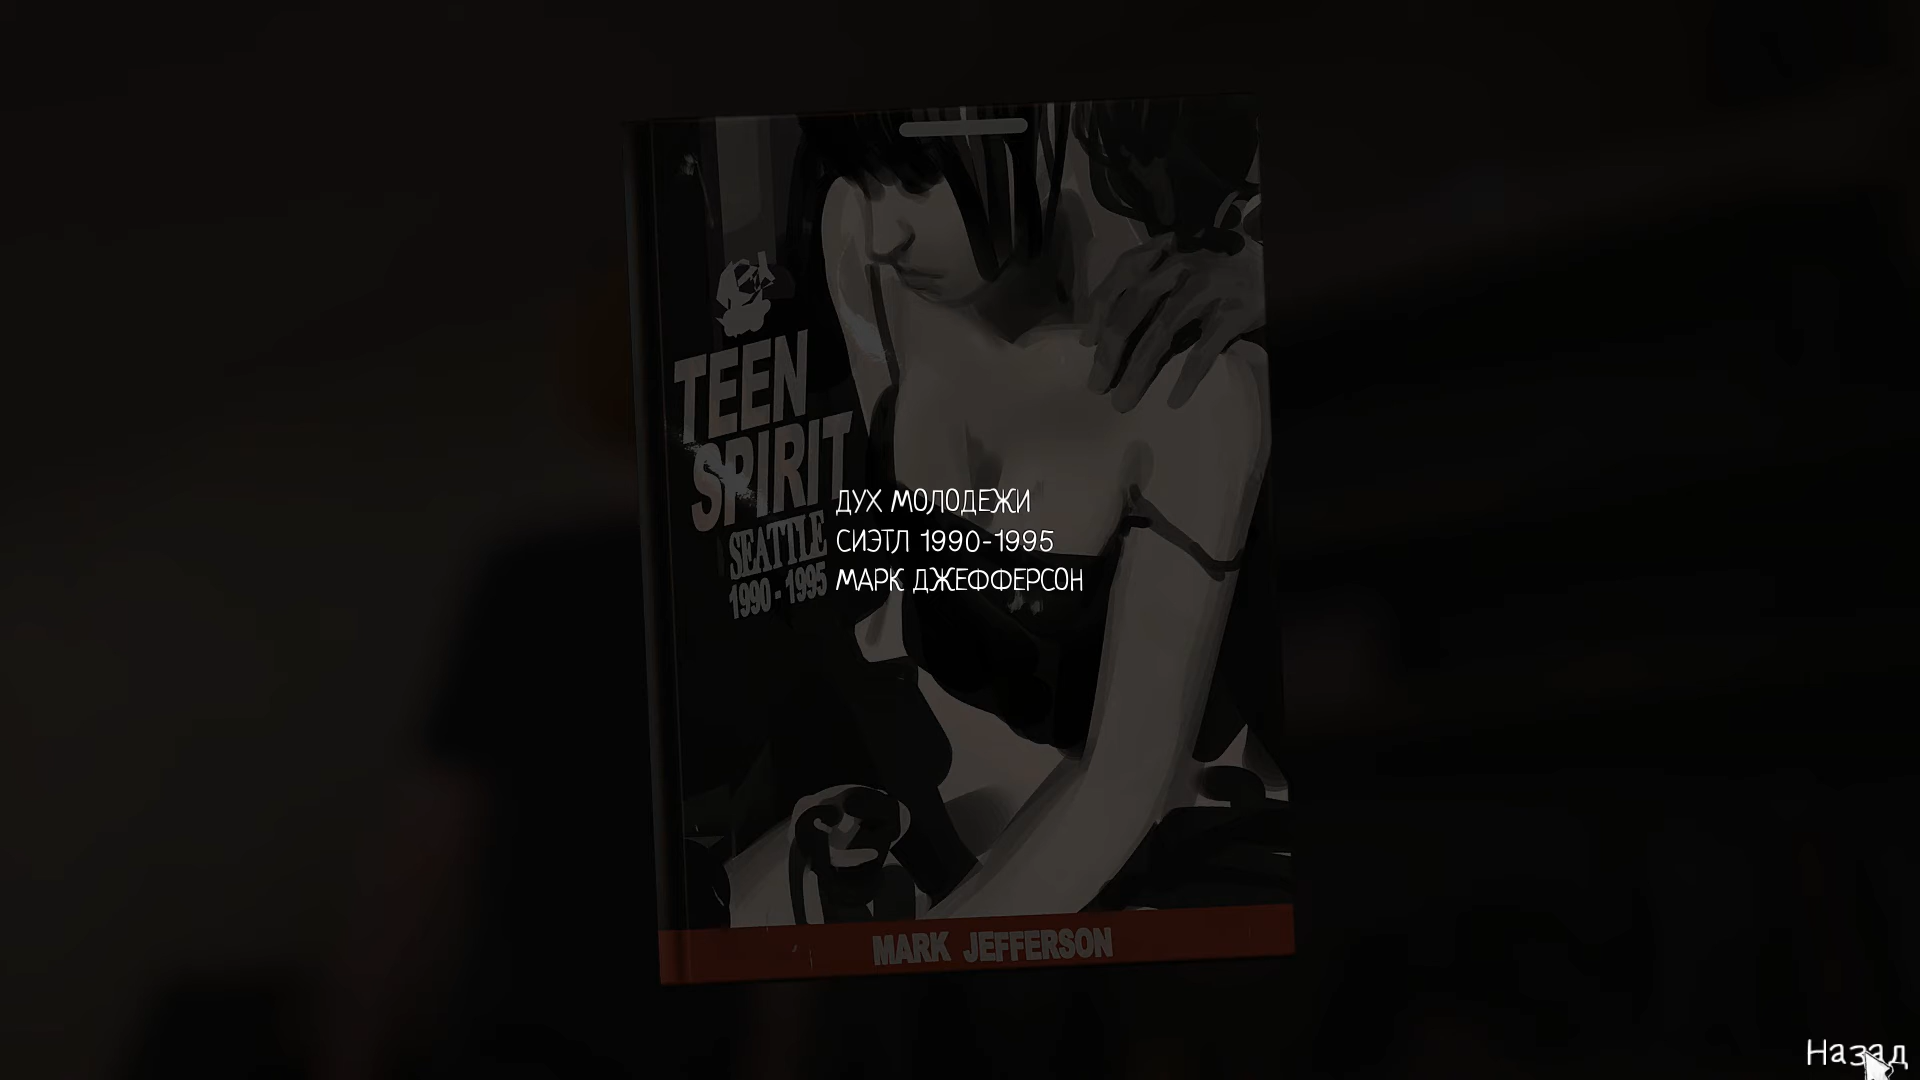 TEEN
SPIRIT
SEATTLE
1990 - 1995
ДУХ МОЛОДЕЖИ
СИЭТЛ 1990-1995
МАРК ДЖЕФФЕРСОН
MARK JEFFERSON
Назад